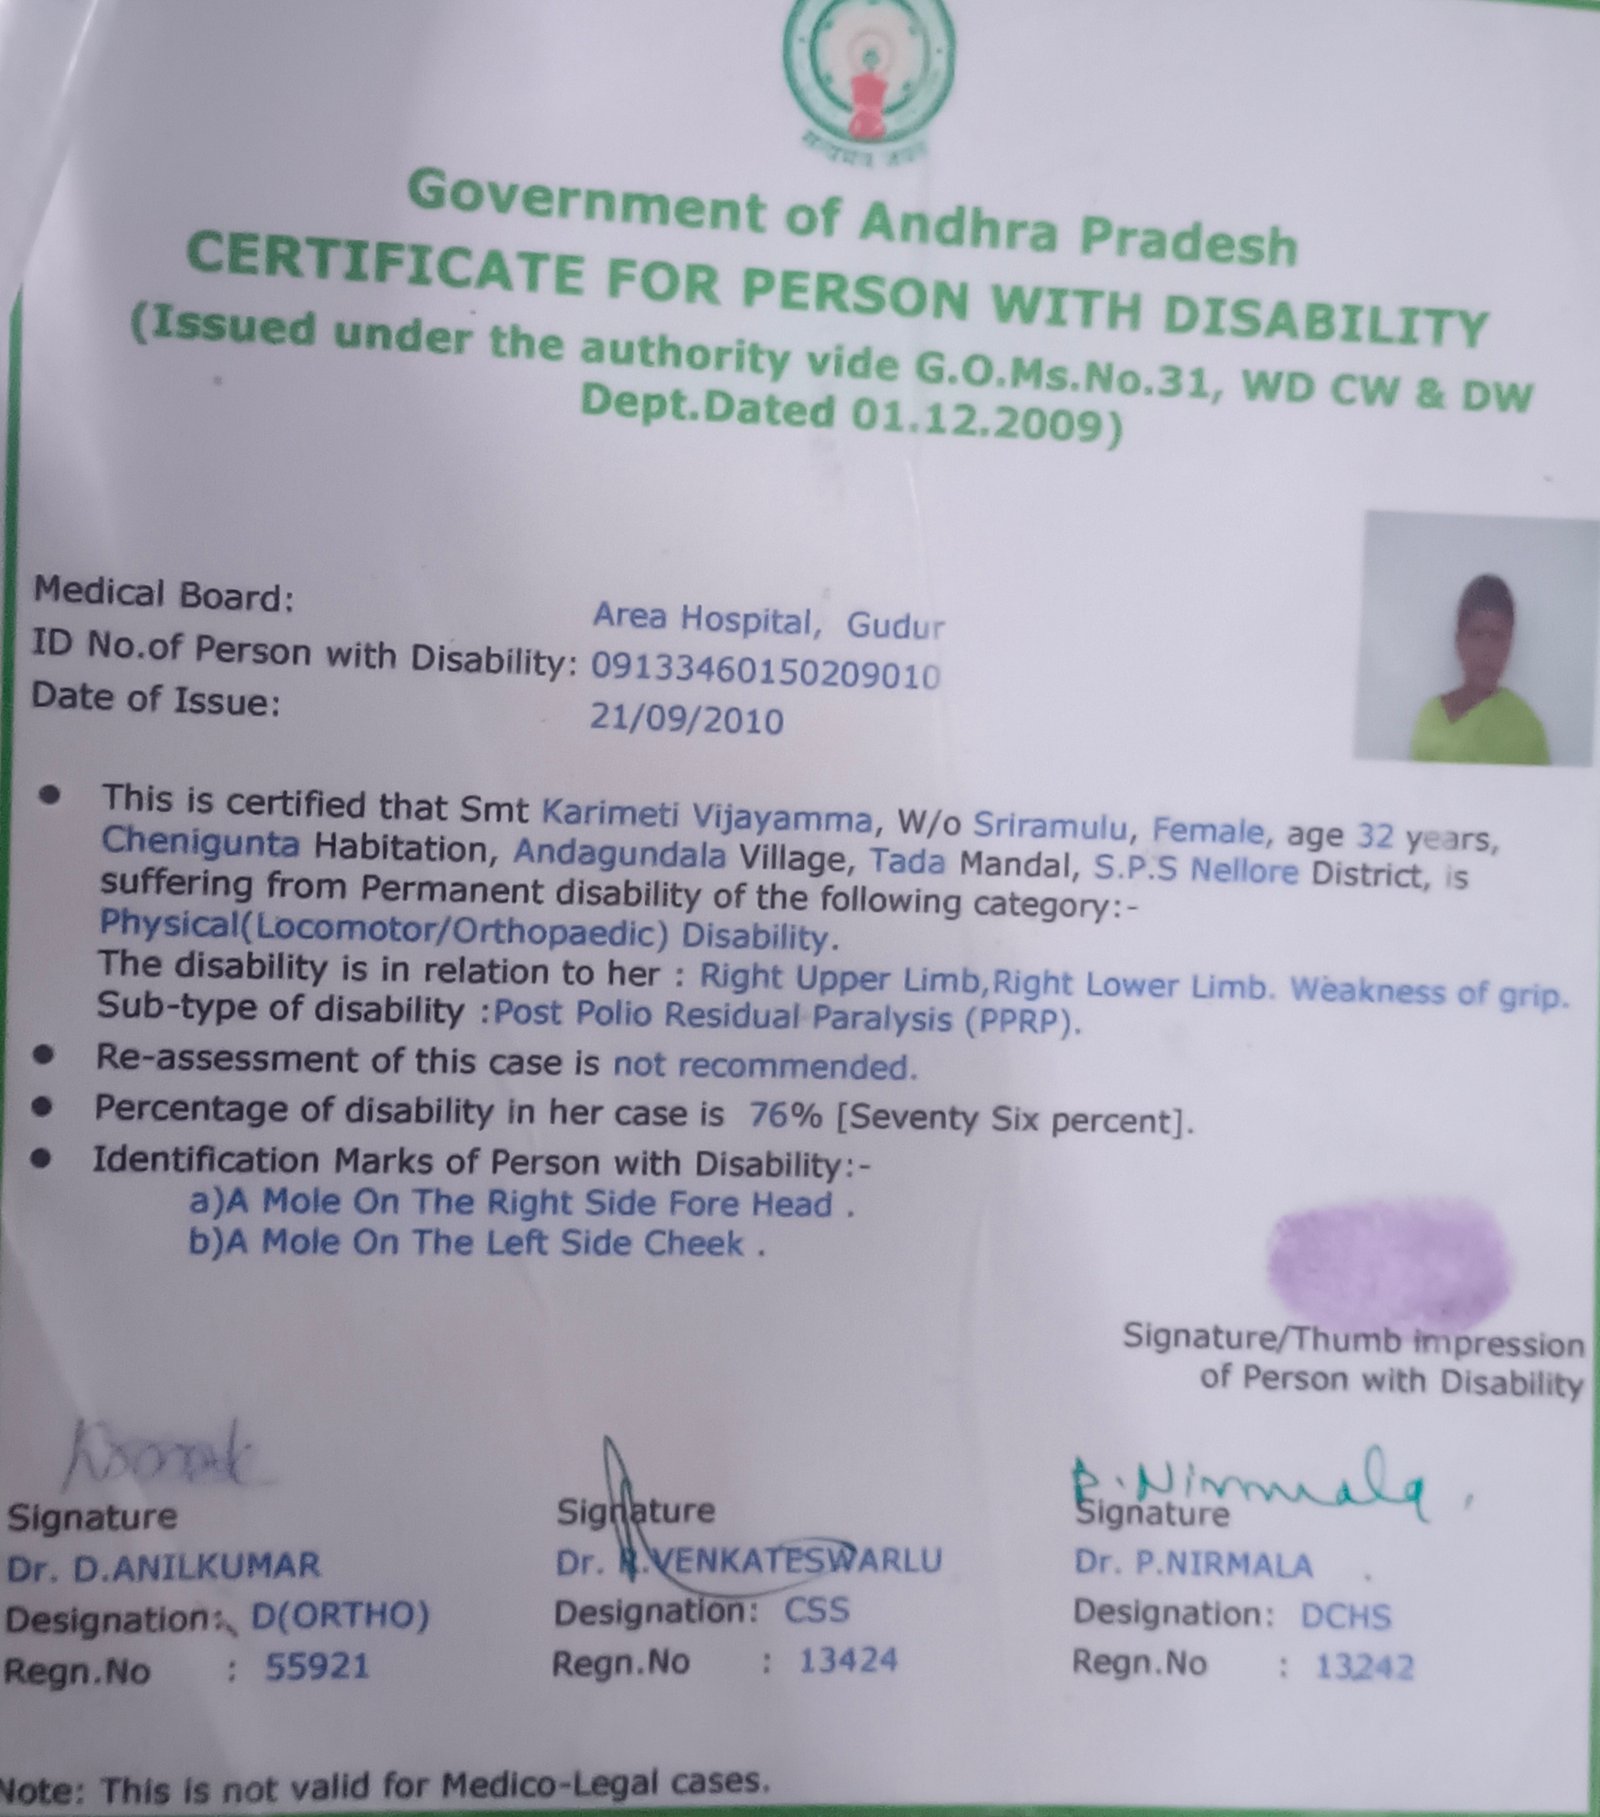 Government of Andhra Pradesh
CERTIFICATE FOR PERSON WITH DISABILITY
(Issued under the authority vide G.O.Ms.No.31, WD CW & DW
Dept.Dated 01.12.2009)
Medical Board: Area Hospital, Gudur
ID No.of Person with Disability: 09133460150209010
Date of Issue: 21/09/2010
• This is certified that Smt Karimeti Vijayamma, W/o Sriramulu, Female, age 32 years,
Chenigunta Habitation, Andagundala Village, Tada Mandal, S.P.S Nellore District, is
suffering from Permanent disability of the following category:-
Physical(Locomotor/Orthopaedic) Disability.
The disability is in relation to her : Right Upper Limb,Right Lower Limb. Weakness of grip.
Sub-type of disability :Post Polio Residual Paralysis (PPRP).
• Re-assessment of this case is not recommended.
• Percentage of disability in her case is 76% [Seventy Six percent].
• Identification Marks of Person with Disability:-
a)A Mole On The Right Side Fore Head .
b)A Mole On The Left Side Cheek .
Signature/Thumb impression
of Person with Disability
P. Nirmala
Signature Signature Signature
Dr. D.ANILKUMAR Dr. R.VENKATESWARLU Dr. P.NIRMALA
Designation: D(ORTHO) Designation: CSS Designation: DCHS
Regn.No : 55921 Regn.No : 13424 Regn.No : 13242
Note: This is not valid for Medico-Legal cases.